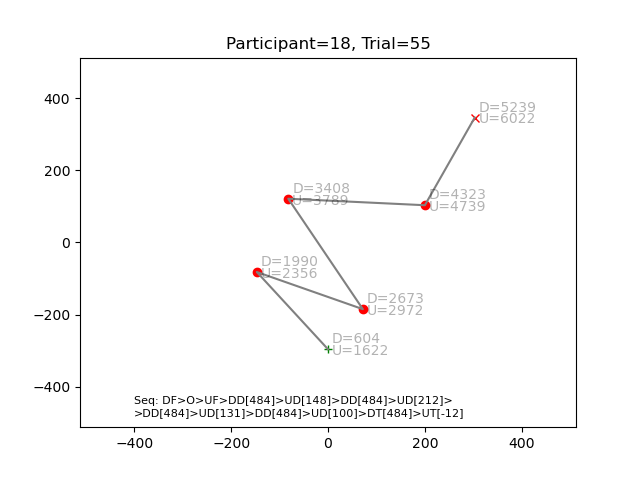 Participant=18, Trial=55
400
200
0
−200
−400
D=5239
U=6022
D=3408
U=3789
D=4323
U=4739
D=1990
U=2356
D=2673
U=2972
D=604
U=1622
Seq: DF>O>UF>DD[484]>UD[148]>DD[484]>UD[212]>
>DD[484]>UD[131]>DD[484]>UD[100]>DT[484]>UT[-12]
−400 −200 0 200 400